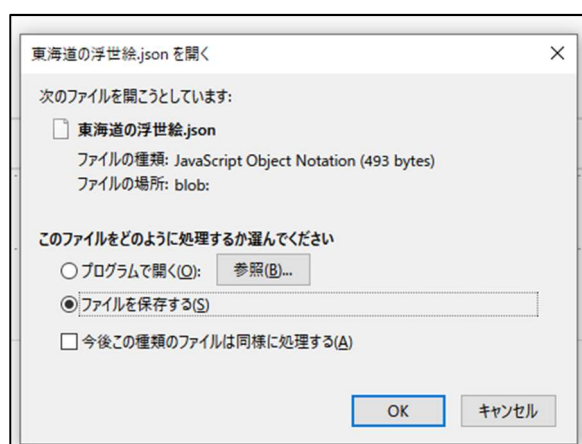 東海道の浮世絵.json を開く
次のファイルを開こうとしています:
東海道の浮世絵.json
ファイルの種類: JavaScript Object Notation (493 bytes)
ファイルの場所: blob:
このファイルをどのように処理するか選んでください
プログラムで開く(O): 参照(B)...
ファイルを保存する(S)
今後この種類のファイルは同様に処理する(A)
OK キャンセル